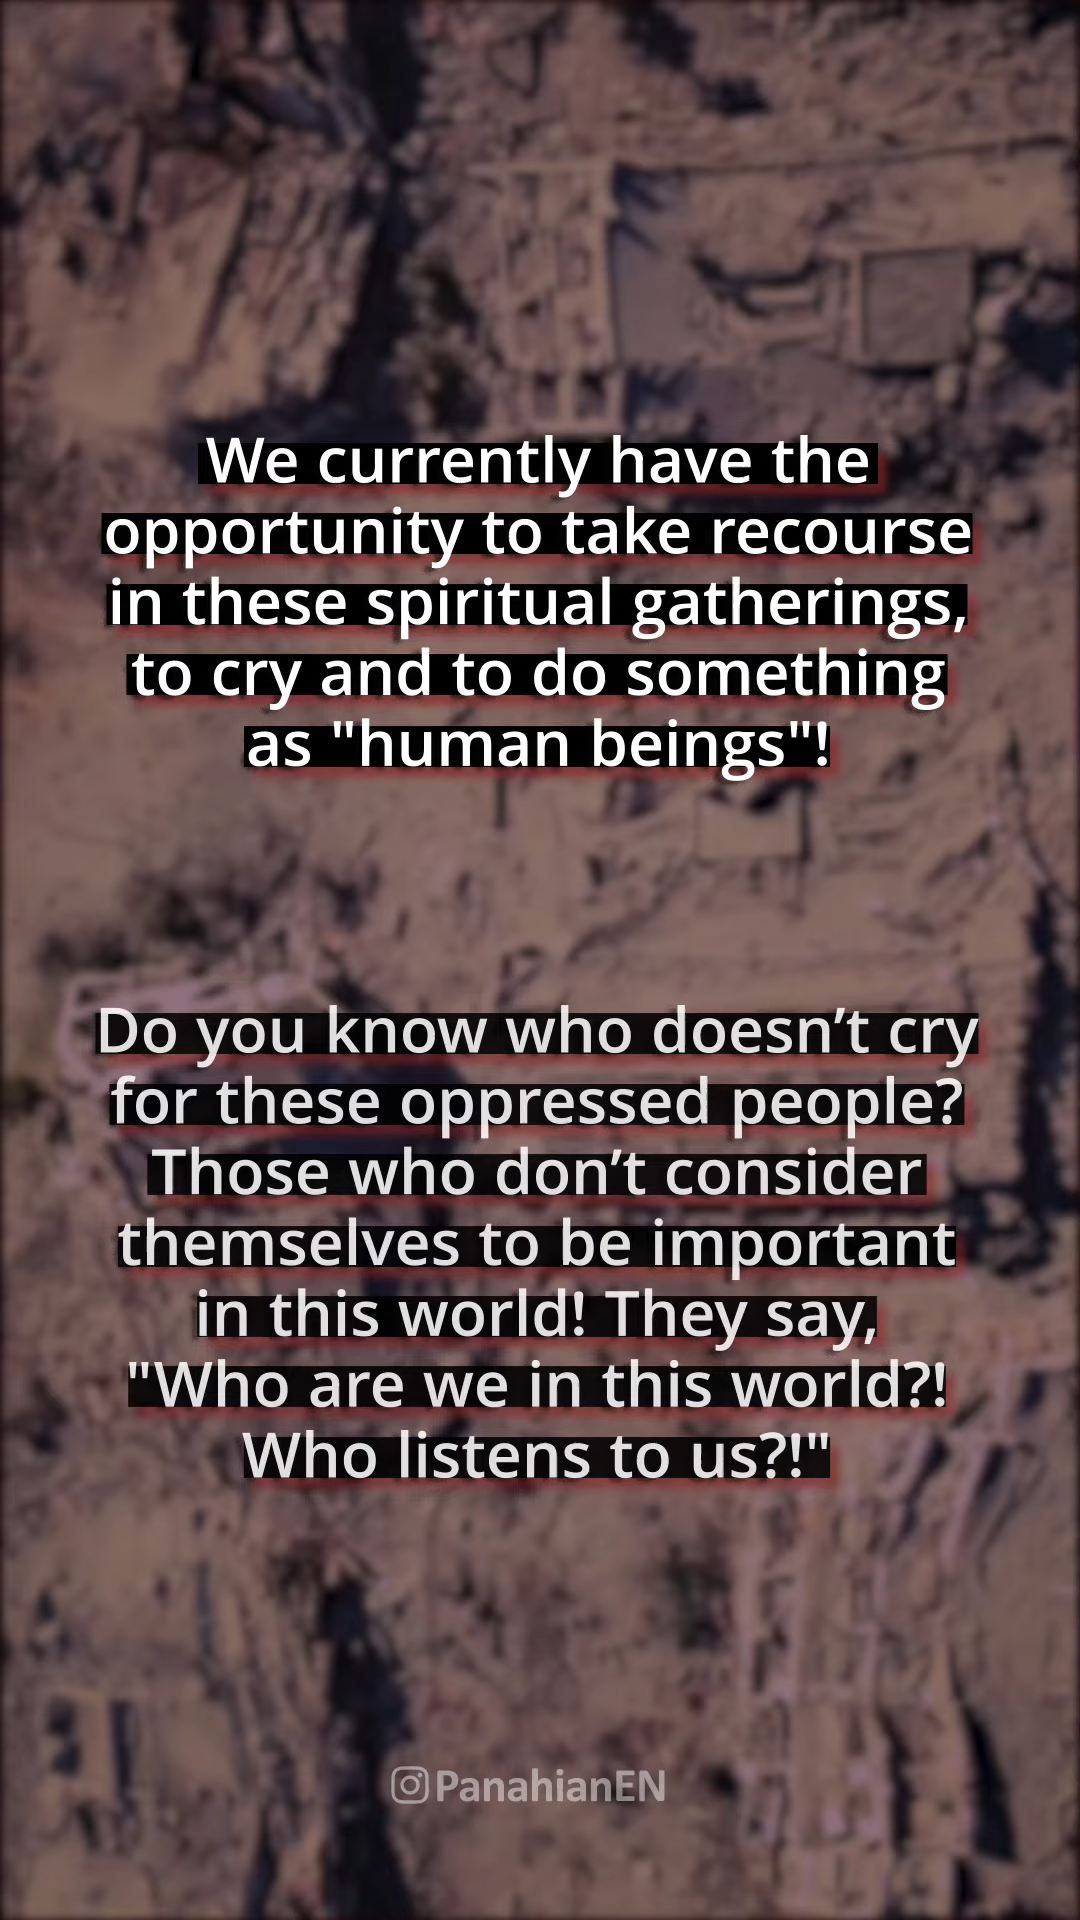 We currently have the
opportunity to take recourse
in these spiritual gatherings,
to cry and to do something
as "human beings"!
Do you know who doesn’t cry
for these oppressed people?
Those who don’t consider
themselves to be important
in this world! They say,
"Who are we in this world?!
Who listens to us?!"
PanahianEN